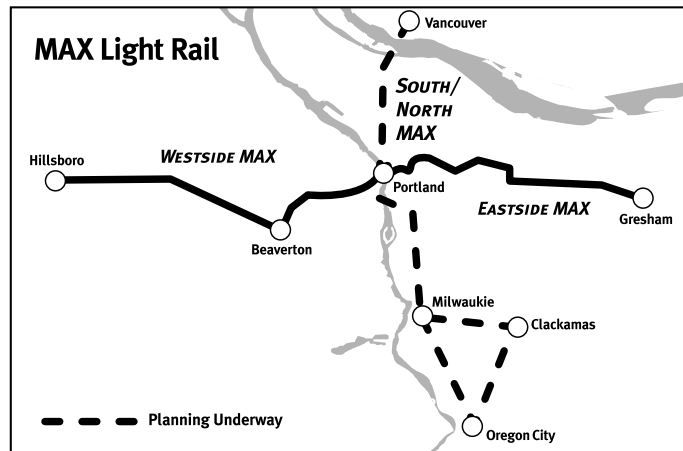 MAX Light Rail
Vancouver
SOUTH/
NORTH
MAX
Hillsboro
WESTSIDE MAX
Portland
EASTSIDE MAX
Gresham
Beaverton
Milwaukie
Clackamas
Planning Underway
Oregon City